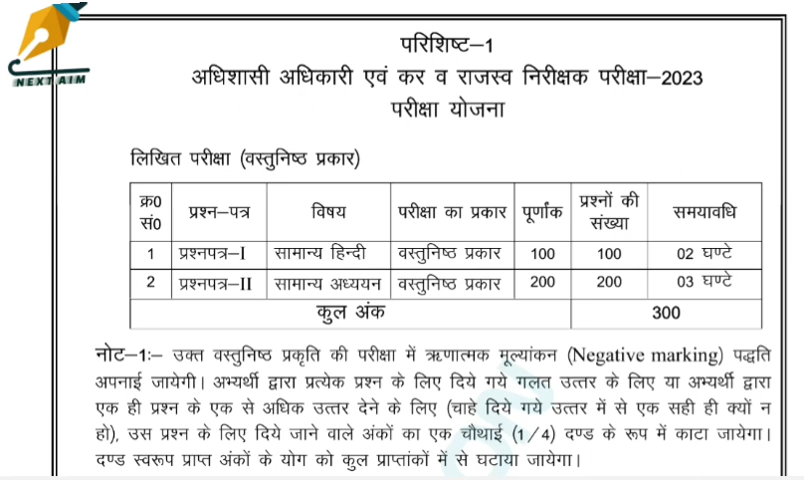 NEXT AIM
परिशिष्ट–1
अधिशासी अधिकारी एवं कर व राजस्व निरीक्षक परीक्षा–2023
परीक्षा योजना
लिखित परीक्षा (वस्तुनिष्ठ प्रकार)
क्र0 सं0 प्रश्न–पत्र विषय परीक्षा का प्रकार पूर्णांक प्रश्नों की संख्या समयावधि
1 प्रश्नपत्र–I सामान्य हिन्दी वस्तुनिष्ठ प्रकार 100 100 02 घण्टे
2 प्रश्नपत्र–II सामान्य अध्ययन वस्तुनिष्ठ प्रकार 200 200 03 घण्टे
कुल अंक 300
नोट–1:– उक्त वस्तुनिष्ठ प्रकृति की परीक्षा में ऋणात्मक मूल्यांकन (Negative marking) पद्धति
अपनाई जायेगी। अभ्यर्थी द्वारा प्रत्येक प्रश्न के लिए दिये गये गलत उत्तर के लिए या अभ्यर्थी द्वारा
एक ही प्रश्न के एक से अधिक उत्तर देने के लिए (चाहे दिये गये उत्तर में से एक सही ही क्यों न
हो), उस प्रश्न के लिए दिये जाने वाले अंकों का एक चौथाई (1/4) दण्ड के रूप में काटा जायेगा।
दण्ड स्वरूप प्राप्त अंकों के योग को कुल प्राप्तांकों में से घटाया जायेगा।